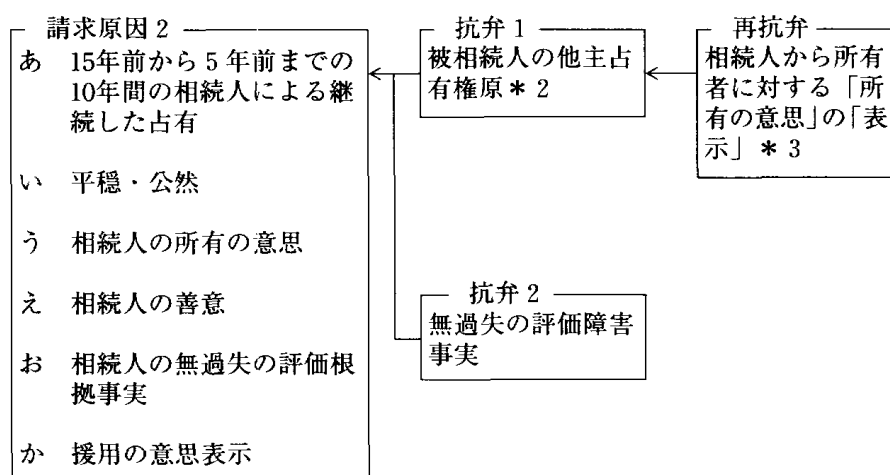 請求原因2
あ 15年前から5年前までの
10年間の相続人による継
続した占有
い 平穏・公然
う 相続人の所有の意思
え 相続人の善意
お 相続人の無過失の評価根
拠事実
か 援用の意思表示
抗弁1
被相続人の他主占
有権原*2
再抗弁
相続人から所有
者に対する「所
有の意思」の「表
示」*3
抗弁2
無過失の評価障害
事実